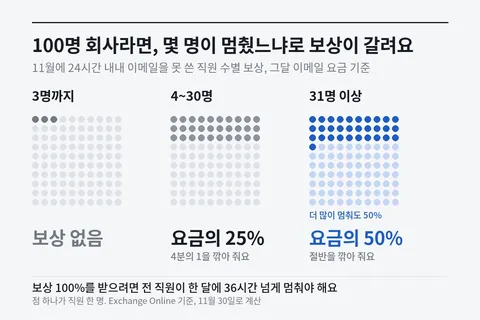 100명 회사라면, 몇 명이 멈췄느냐로 보상이 갈려요
11월에 24시간 내내 이메일을 못 쓴 직원 수별 보상, 그달 이메일 요금 기준
3명까지
4~30명
31명 이상
더 많이 멈춰도 50%
보상 없음
요금의 25%
요금의 50%
4분의 1을 깎아 줘요
절반을 깎아 줘요
보상 100%를 받으려면 전 직원이 한 달에 36시간 넘게 멈춰야 해요
점 하나가 직원 한 명. Exchange Online 기준, 11월 30일로 계산